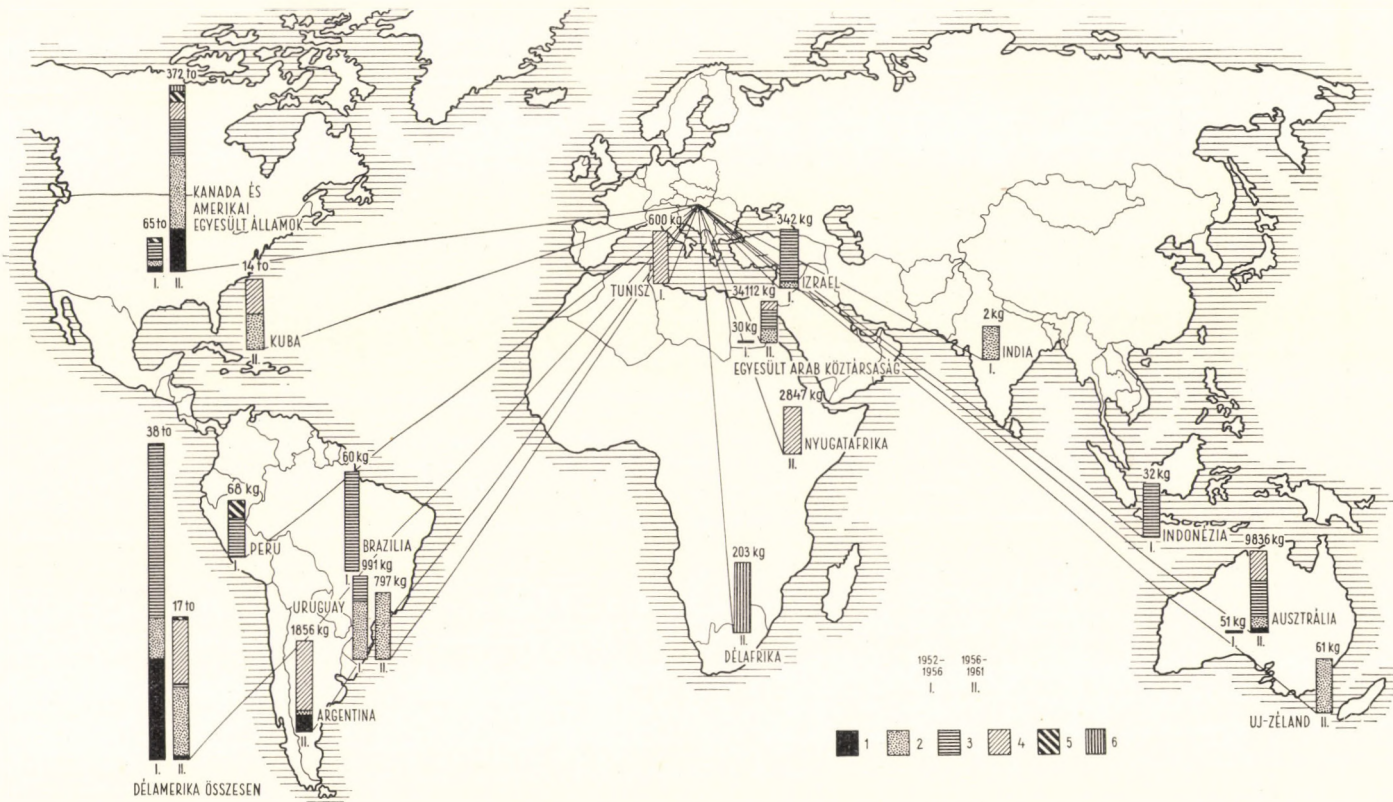 372 to
KANADA ÉS
AMERIKAI
EGYESÜLT ÁLLAMOK
65 to
I.
II.
14 to
KUBA
II.
600 kg
TUNISZ
I.
342 kg
IZRAEL
I.
34112 kg
30 kg
I.
II.
EGYESÜLT ARAB KÖZTÁRSASÁG
2 kg
INDIA
I.
2847 kg
NYUGATAFRIKA
II.
38 to
17 to
I.
II.
DÉLAMERIKA ÖSSZESEN
68 kg
PERU
I.
60 kg
BRAZILIA
I.
991 kg
797 kg
URUGUAY
I.
II.
1856 kg
ARGENTINA
II.
203 kg
II.
DÉLAFRIKA
32 kg
INDONÉZIA
I.
9836 kg
51 kg
AUSZTRÁLIA
I.
II.
61 kg
UJ-ZÉLAND
II.
1952–
1956
I.
1956–
1961
II.
1
2
3
4
5
6